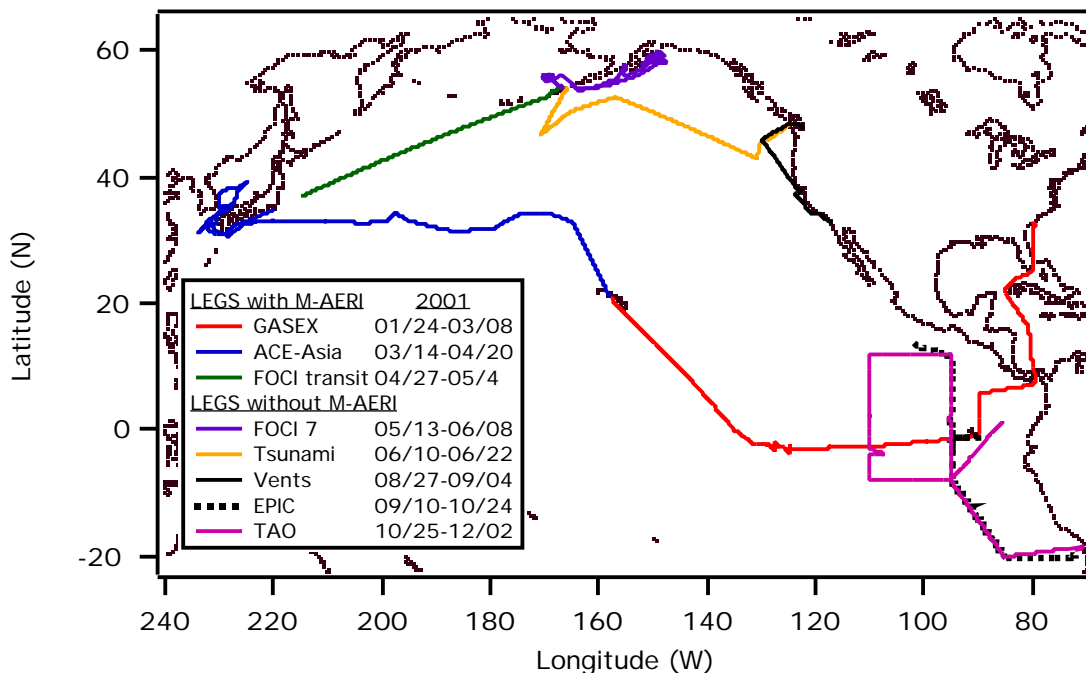 60
40
20
0
-20
Latitude (N)
LEGS with M-AERI 2001
GASEX 01/24-03/08
ACE-Asia 03/14-04/20
FOCI transit 04/27-05/4
LEGS without M-AERI
FOCI 7 05/13-06/08
Tsunami 06/10-06/22
Vents 08/27-09/04
EPIC 09/10-10/24
TAO 10/25-12/02
240 220 200 180 160 140 120 100 80
Longitude (W)